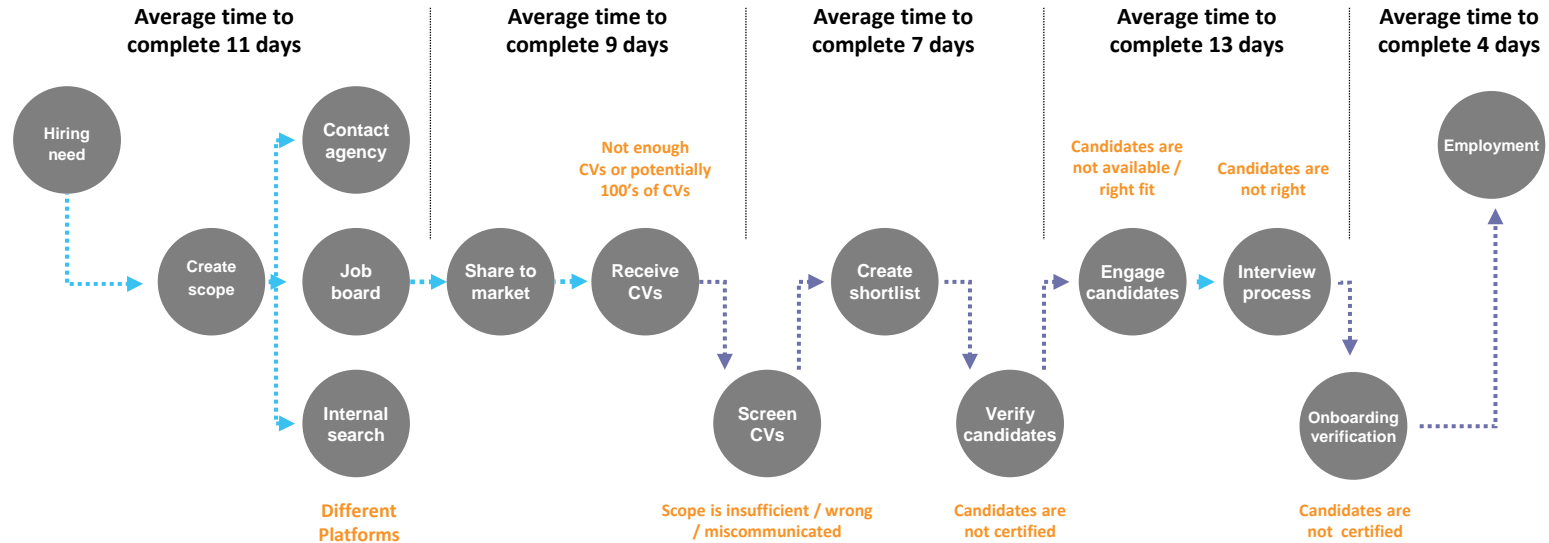 Average time to
complete 11 days
Average time to
complete 9 days
Average time to
complete 7 days
Average time to
complete 13 days
Average time to
complete 4 days
Hiring
need
Contact
agency
Employment
Not enough
CVs or potentially
100’s of CVs
Candidates are
not available /
right fit
Candidates are
not right
Create
scope
Job
board
Share to
market
Receive
CVs
Create
shortlist
Engage
candidates
Interview
process
Internal
search
Screen
CVs
Verify
candidates
Onboarding
verification
Different
Platforms
Scope is insufficient / wrong
/ miscommunicated
Candidates are
not certified
Candidates are
not certified